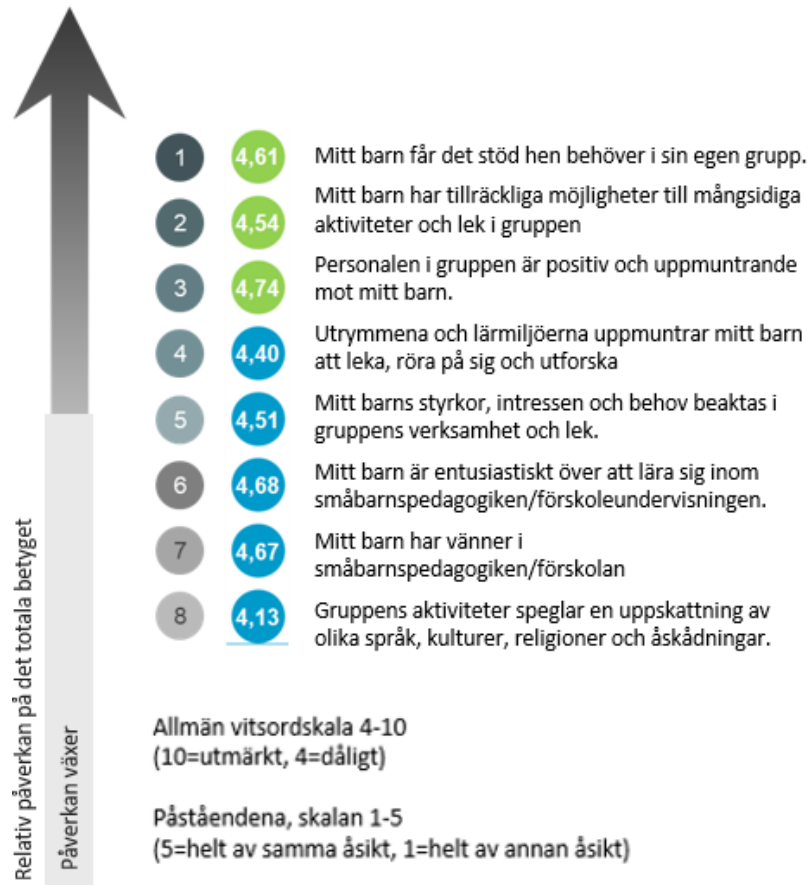 1 4,61 Mitt barn får det stöd hen behöver i sin egen grupp.
2 4,54 Mitt barn har tillräckliga möjligheter till mångsidiga
aktiviteter och lek i gruppen
3 4,74 Personalen i gruppen är positiv och uppmuntrande
mot mitt barn.
4 4,40 Utrymmena och lärmiljöerna uppmuntrar mitt barn
att leka, röra på sig och utforska
5 4,51 Mitt barns styrkor, intressen och behov beaktas i
gruppens verksamhet och lek.
6 4,68 Mitt barn är entusiastiskt över att lära sig inom
småbarnspedagogiken/förskoleundervisningen.
7 4,67 Mitt barn har vänner i
småbarnspedagogiken/förskolan
8 4,13 Gruppens aktiviteter speglar en uppskattning av
olika språk, kulturer, religioner och åskådningar.
Relativ påverkan på det totala betyget
Påverkan växer
Allmän vitsordskala 4-10
(10=utmärkt, 4=dåligt)
Påståendena, skalan 1-5
(5=helt av samma åsikt, 1=helt av annan åsikt)